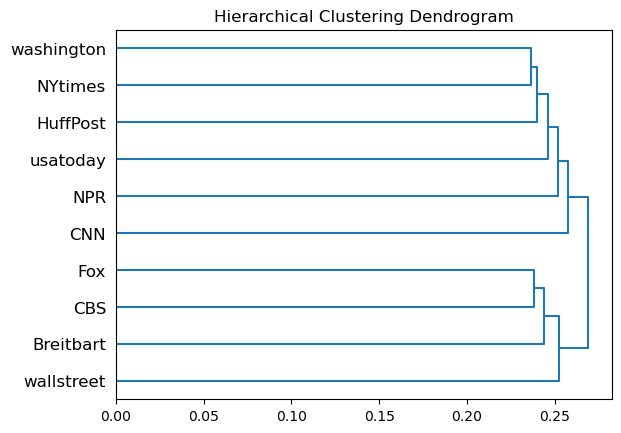 Hierarchical Clustering Dendrogram
washington
NYtimes
HuffPost
usatoday
NPR
CNN
Fox
CBS
Breitbart
wallstreet
0.00 0.05 0.10 0.15 0.20 0.25